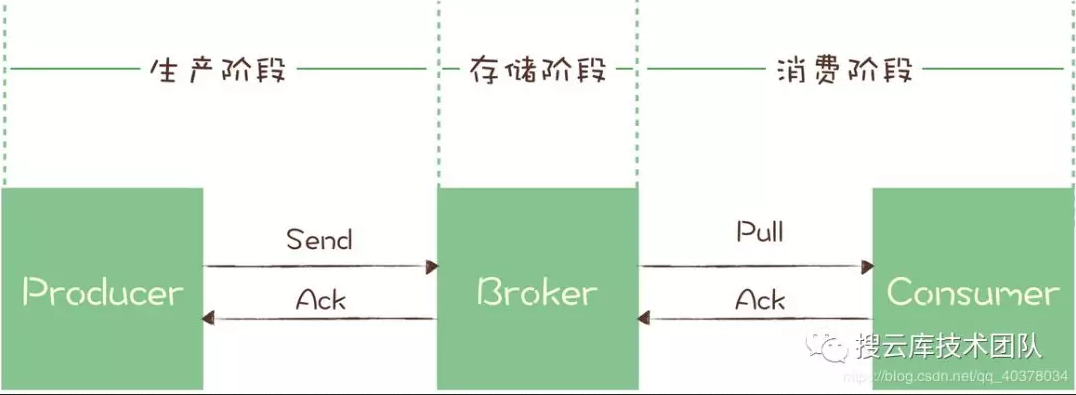 生产阶段
存储阶段
消费阶段
Send
Pull
Producer
Ack
Broker
Ack
Consumer
搜云库技术团队
https://blog.csdn.net/qq_40378034